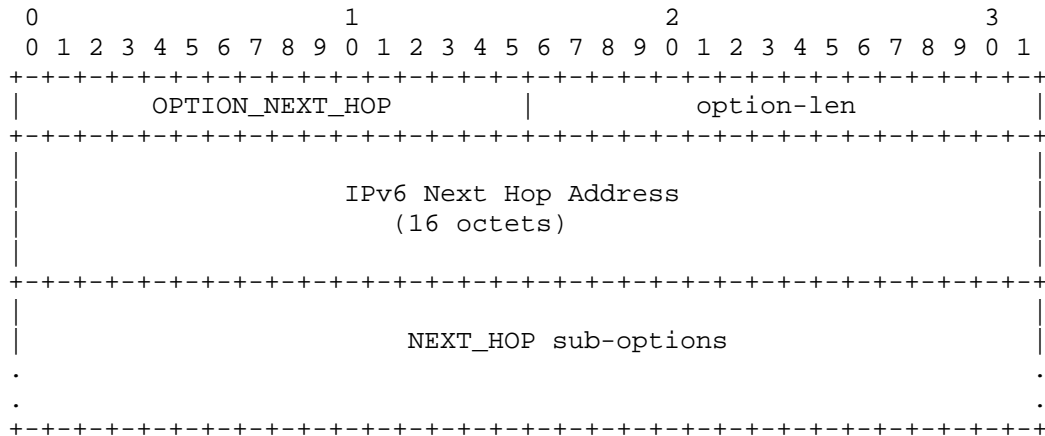 0                   1                   2                   3
 0 1 2 3 4 5 6 7 8 9 0 1 2 3 4 5 6 7 8 9 0 1 2 3 4 5 6 7 8 9 0 1
+-+-+-+-+-+-+-+-+-+-+-+-+-+-+-+-+-+-+-+-+-+-+-+-+-+-+-+-+-+-+-+-+
|        OPTION_NEXT_HOP        |          option-len           |
+-+-+-+-+-+-+-+-+-+-+-+-+-+-+-+-+-+-+-+-+-+-+-+-+-+-+-+-+-+-+-+-+
|                                                               |
|                    IPv6 Next Hop Address                      |
|                       (16 octets)                             |
|                                                               |
+-+-+-+-+-+-+-+-+-+-+-+-+-+-+-+-+-+-+-+-+-+-+-+-+-+-+-+-+-+-+-+-+
|                                                               |
|                        NEXT_HOP sub-options                   |
.                                                               .
.                                                               .
+-+-+-+-+-+-+-+-+-+-+-+-+-+-+-+-+-+-+-+-+-+-+-+-+-+-+-+-+-+-+-+-+